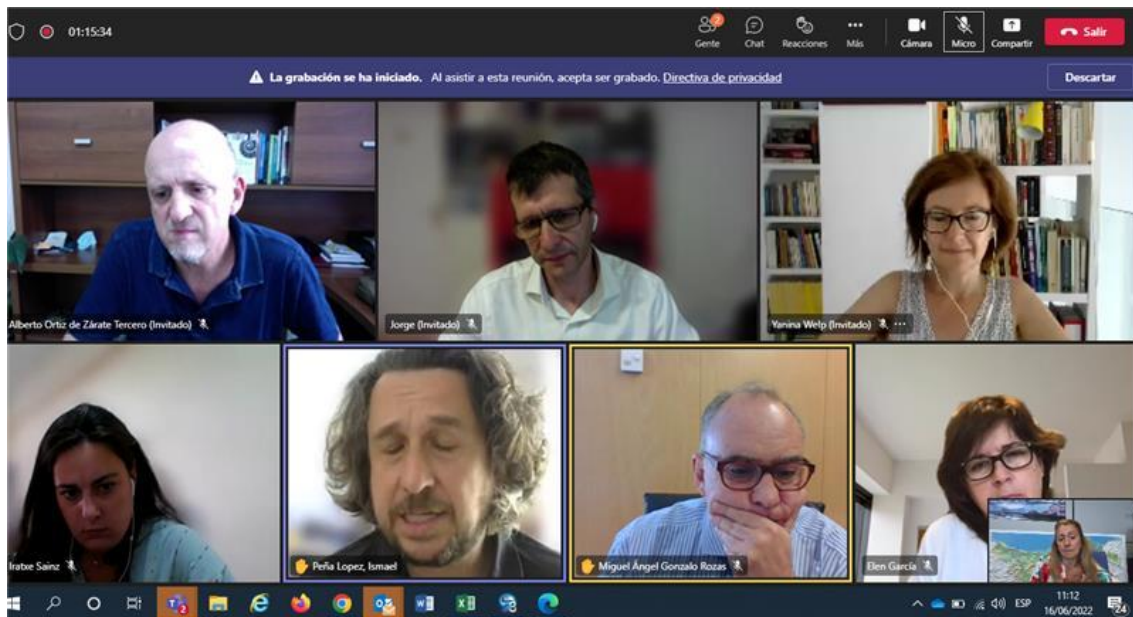 01:15:34
2
Gente
Chat
Reacciones
Más
Cámara
Micro
Compartir
Salir
La grabación se ha iniciado. Al asistir a esta reunión, acepta ser grabado. Directiva de privacidad
Descartar
Alberto Ortiz de Zárate Tercero (Invitado)
Jorge (Invitado)
Yanina Welp (Invitado)
Iratxe Sainz
Peña Lopez, Ismael
Miguel Ángel Gonzalo Rozas
Elen García
ESP
11:12
16/06/2022
24